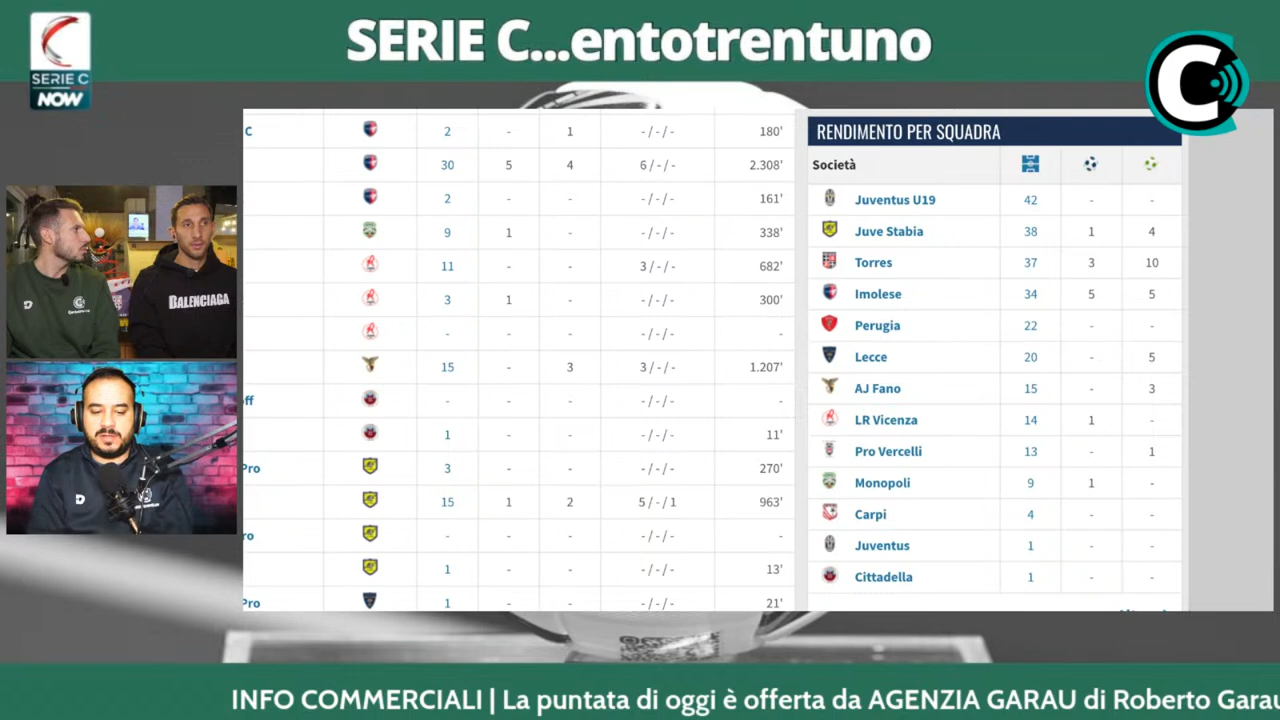 SERIE C...entotrentuno
SERIE C
NOW
C
C 2 - 1 -/-/- 180'
30 5 4 6/-/- 2.308'
2 - - -/-/- 161'
9 1 - -/-/- 338'
11 - - 3/-/- 682'
3 1 - -/-/- 300'
- - - -/-/- -
15 - 3 3/-/- 1.207'
ff - - - -/-/- -
1 - - -/-/- 11'
Pro 3 - - -/-/- 270'
15 1 2 5/-/1 963'
ro - - - -/-/- -
1 - - -/-/- 13'
Pro 1 - - -/-/- 21'
RENDIMENTO PER SQUADRA
Società
Juventus U19 42 - -
Juve Stabia 38 1 4
Torres 37 3 10
Imolese 34 5 5
Perugia 22 - -
Lecce 20 - 5
AJ Fano 15 - 3
LR Vicenza 14 1 -
Pro Vercelli 13 - 1
Monopoli 9 1 -
Carpi 4 - -
Juventus 1 - -
Cittadella 1 - -
BALENCIAGA
INFO COMMERCIALI | La puntata di oggi è offerta da AGENZIA GARAU di Roberto Garau